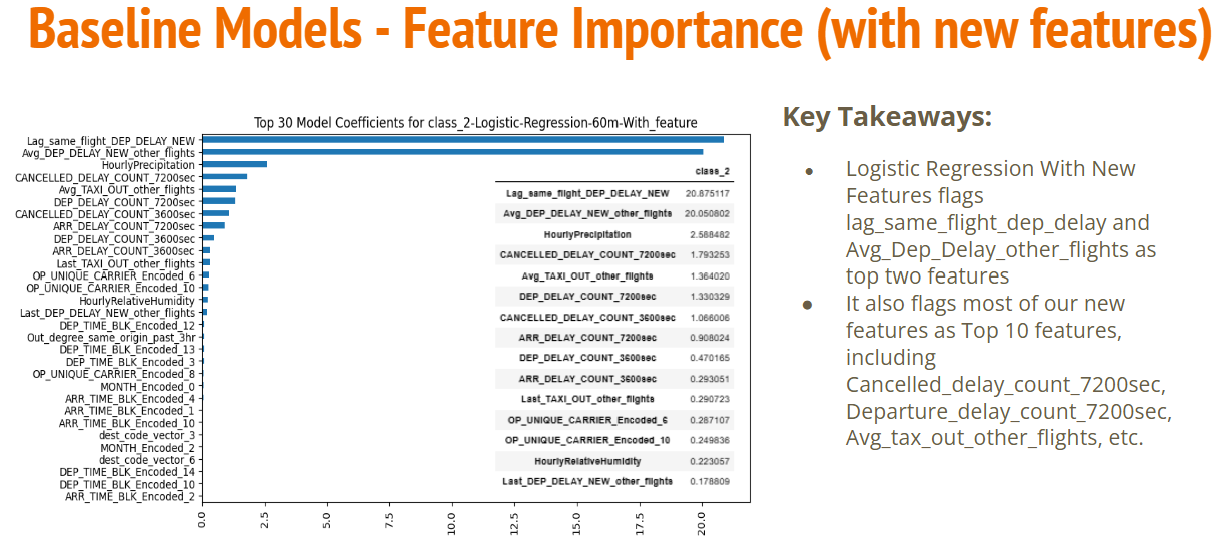 Baseline Models - Feature Importance (with new features)
Top 30 Model Coefficients for class_2-Logistic-Regression-60m-With_feature
Lag_same_flight_DEP_DELAY_NEW
Avg_DEP_DELAY_NEW_other_flights
HourlyPrecipitation
CANCELLED_DELAY_COUNT_7200sec
Avg_TAXI_OUT_other_flights
DEP_DELAY_COUNT_7200sec
CANCELLED_DELAY_COUNT_3600sec
ARR_DELAY_COUNT_7200sec
DEP_DELAY_COUNT_3600sec
ARR_DELAY_COUNT_3600sec
Last_TAXI_OUT_other_flights
OP_UNIQUE_CARRIER_Encoded_6
OP_UNIQUE_CARRIER_Encoded_10
HourlyRelativeHumidity
Last_DEP_DELAY_NEW_other_flights
DEP_TIME_BLK_Encoded_12
Out_degree_same_origin_past_3hr
DEP_TIME_BLK_Encoded_13
DEP_TIME_BLK_Encoded_3
OP_UNIQUE_CARRIER_Encoded_8
MONTH_Encoded_0
ARR_TIME_BLK_Encoded_4
ARR_TIME_BLK_Encoded_1
ARR_TIME_BLK_Encoded_10
dest_code_vector_3
MONTH_Encoded_2
dest_code_vector_6
DEP_TIME_BLK_Encoded_14
DEP_TIME_BLK_Encoded_10
ARR_TIME_BLK_Encoded_2
0.0 2.5 5.0 7.5 10.0 12.5 15.0 17.5 20.0
class_2
Lag_same_flight_DEP_DELAY_NEW 20.875117
Avg_DEP_DELAY_NEW_other_flights 20.050802
HourlyPrecipitation 2.588482
CANCELLED_DELAY_COUNT_7200sec 1.793253
Avg_TAXI_OUT_other_flights 1.364020
DEP_DELAY_COUNT_7200sec 1.330329
CANCELLED_DELAY_COUNT_3600sec 1.066006
ARR_DELAY_COUNT_7200sec 0.908024
DEP_DELAY_COUNT_3600sec 0.470165
ARR_DELAY_COUNT_3600sec 0.293051
Last_TAXI_OUT_other_flights 0.290723
OP_UNIQUE_CARRIER_Encoded_6 0.287107
OP_UNIQUE_CARRIER_Encoded_10 0.249836
HourlyRelativeHumidity 0.223057
Last_DEP_DELAY_NEW_other_flights 0.178809
Key Takeaways:
● Logistic Regression With New
Features flags
lag_same_flight_dep_delay and
Avg_Dep_Delay_other_flights as
top two features
● It also flags most of our new
features as Top 10 features,
including
Cancelled_delay_count_7200sec,
Departure_delay_count_7200sec,
Avg_tax_out_other_flights, etc.